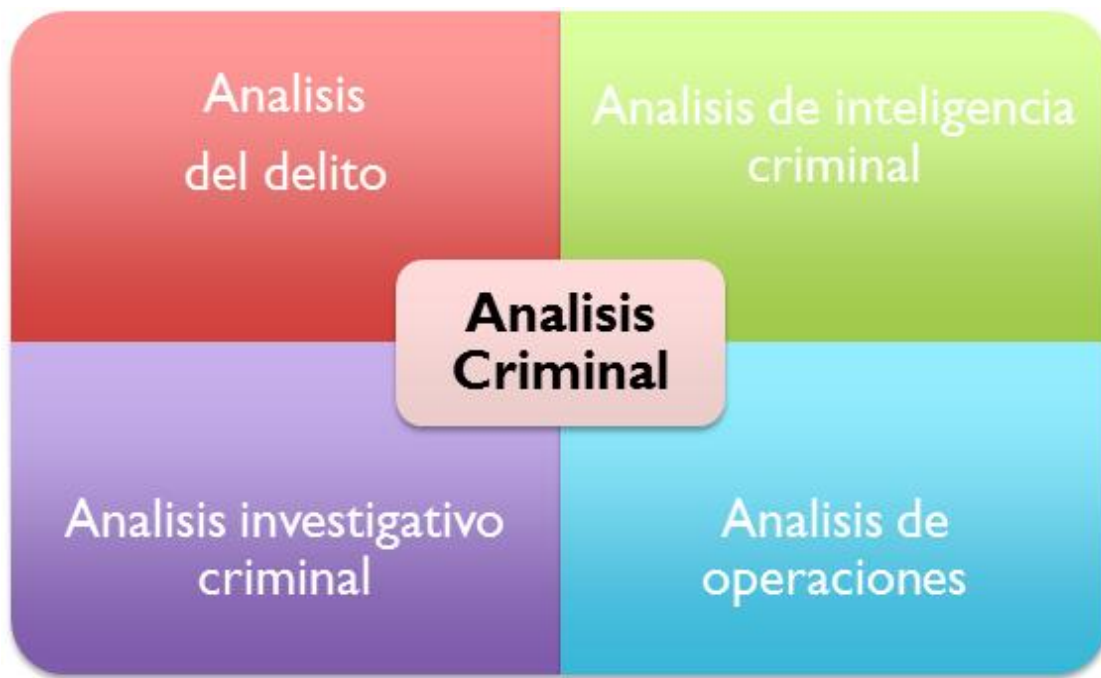 Analisis
del delito
Analisis de inteligencia
criminal
Analisis
Criminal
Analisis investigativo
criminal
Analisis de
operaciones